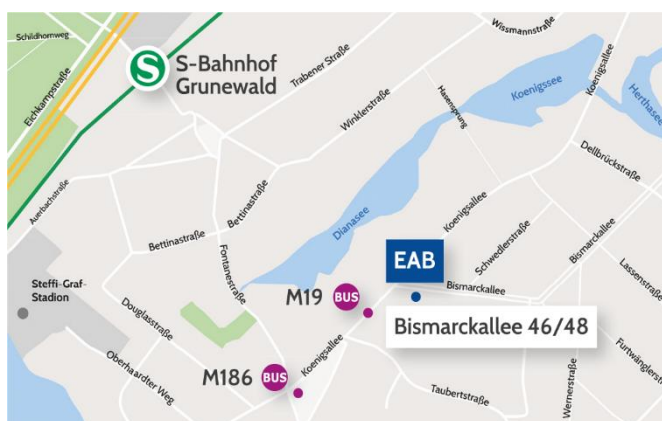 Schildhornweg
Wissmannstraße
S
S-Bahnhof
Grunewald
Trabener Straße
Koenigsallee
Eichkampstraße
Koenigssee
Herthasee
Winklerstraße
Hasensprung
Dellbrückstraße
Auerbachstraße
Bettinastraße
Koenigsallee
Bismarckallee
Bettinastraße
Dianasee
Schwedlerstraße
Fontanestraße
EAB
Lassenstraße
Steffi-Graf-
Stadion
M19 BUS
Bismarckallee
Douglasstraße
Bismarckallee 46/48
Furtwänglerstr.
Oberhaardter Weg
M186 BUS
Koenigsallee
Taubertstraße
Wernerstraße